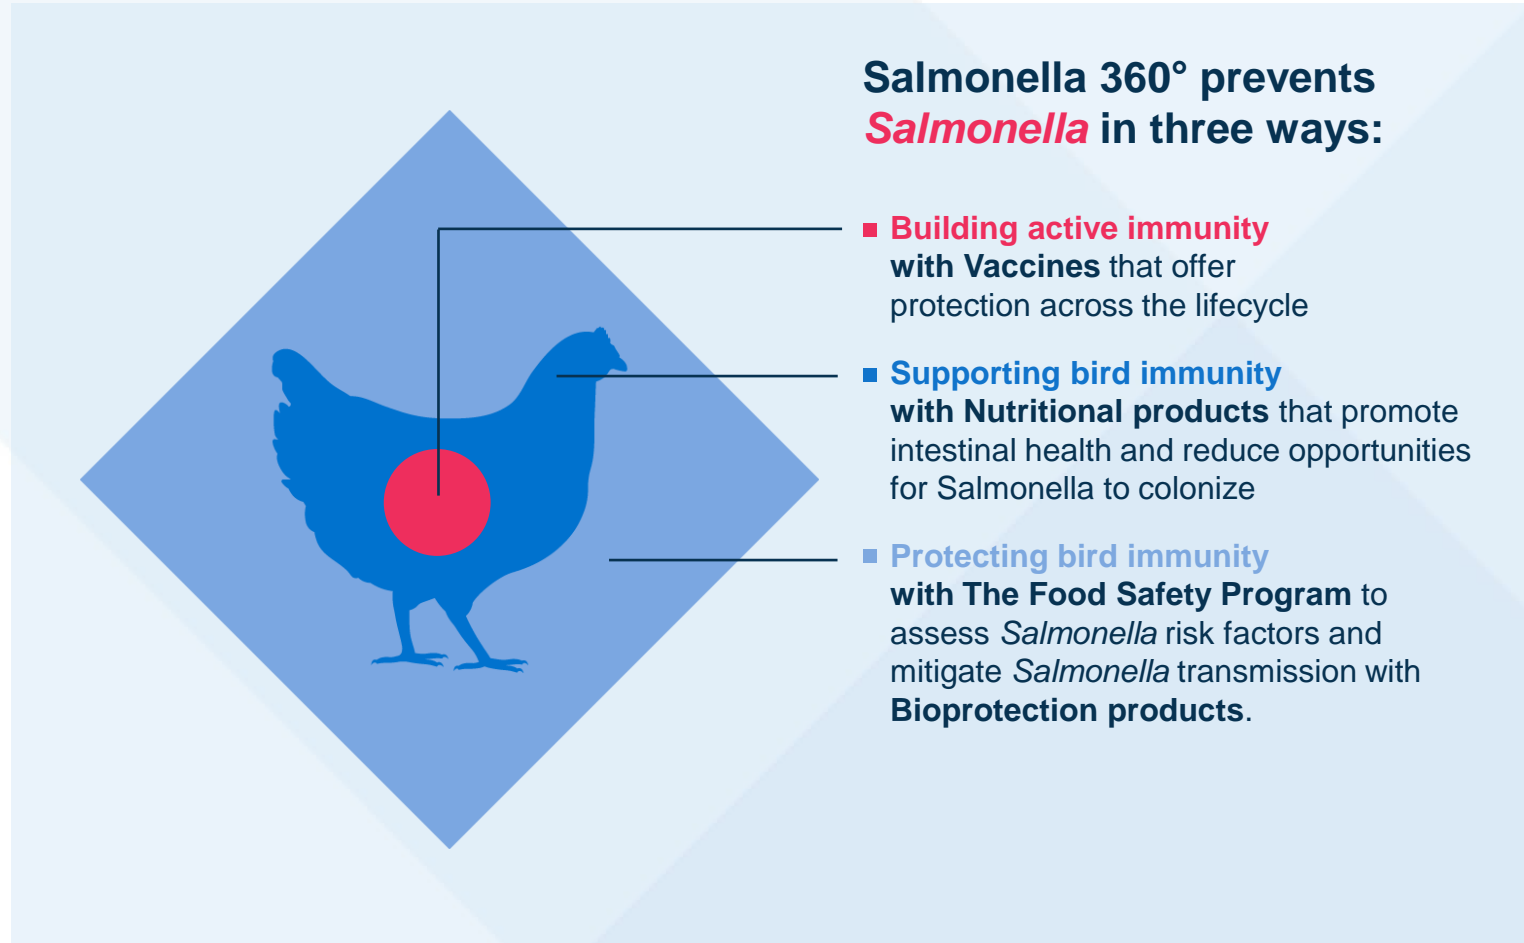 Salmonella 360° prevents
Salmonella in three ways:
Building active immunity
with Vaccines that offer
protection across the lifecycle
Supporting bird immunity
with Nutritional products that promote
intestinal health and reduce opportunities
for Salmonella to colonize
Protecting bird immunity
with The Food Safety Program to
assess Salmonella risk factors and
mitigate Salmonella transmission with
Bioprotection products.